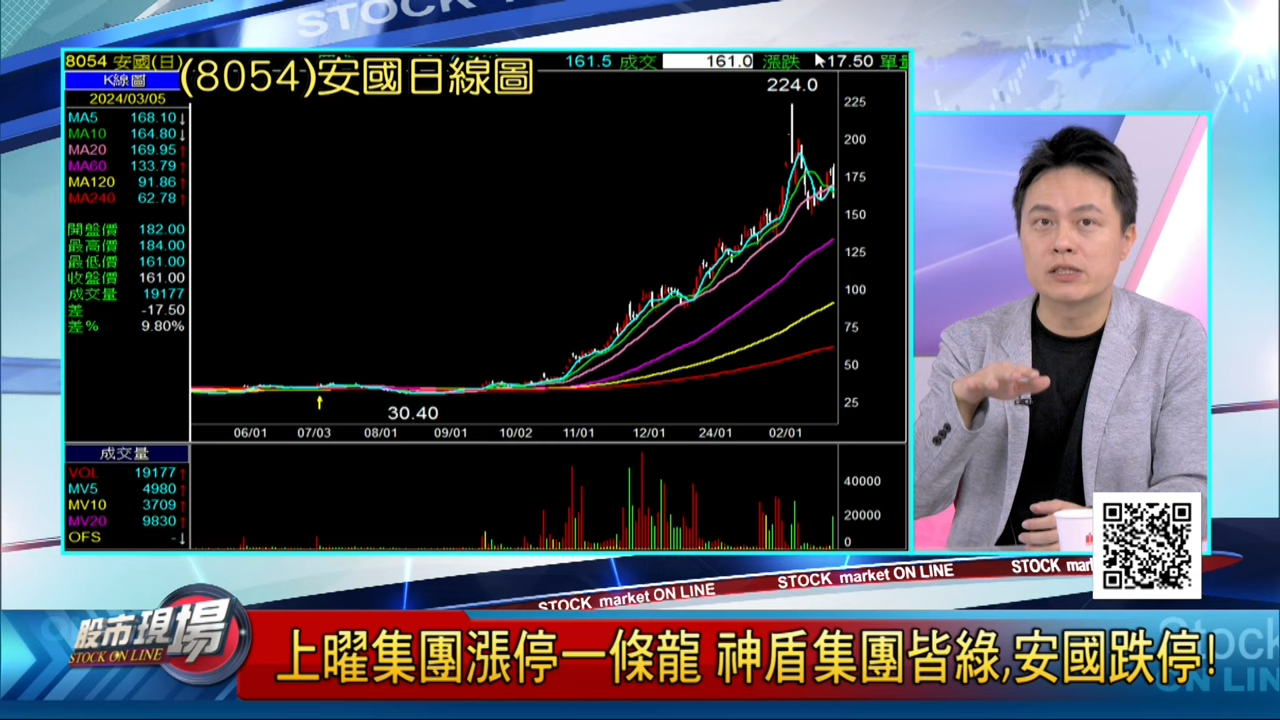 STOCK
8054 安國(日)
161.5 成交 161.0 漲跌 17.50 單量
K線圖
(8054)安國日線圖
2024/03/05
224.0
MA5 168.10↓
MA10 164.80↓
MA20 169.95↑
MA60 133.79↑
MA120 91.86↑
MA240 62.78↑
開盤價 182.00
最高價 184.00
最低價 161.00
收盤價 161.00
成交量 19177
差 -17.50
差% 9.80%
225
200
175
150
125
100
75
50
25
30.40
06/01 07/03 08/01 09/01 10/02 11/01 12/01 24/01 02/01
成交量
VOL 19177↑
MV5 4980↑
MV10 3709↑
MV20 9830↑
OFS -↓
40000
20000
0
STOCK market ON LINE
STOCK market ON LINE
STOCK mar
股市現場
STOCK ON LINE
上曜集團漲停一條龍 神盾集團皆綠,安國跌停!
Stock
ON LIN